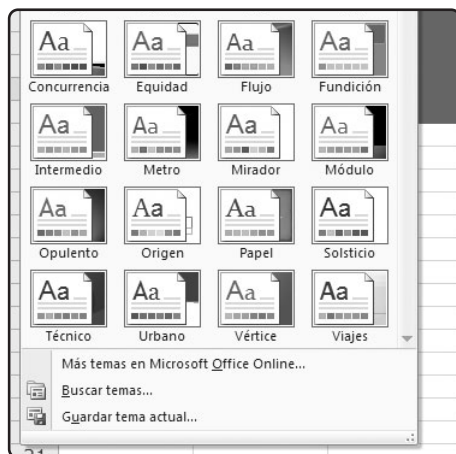 Aa Aa Aa Aa
Concurrencia Equidad Flujo Fundición
Aa Aa Aa Aa
Intermedio Metro Mirador Módulo
Aa Aa Aa Aa
Opulento Origen Papel Solsticio
Aa Aa Aa Aa
Técnico Urbano Vértice Viajes
Más temas en Microsoft Office Online...
Buscar temas...
Guardar tema actual...